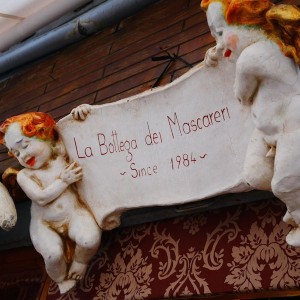 La Bottega dei Mascareri
~ Since 1984 ~